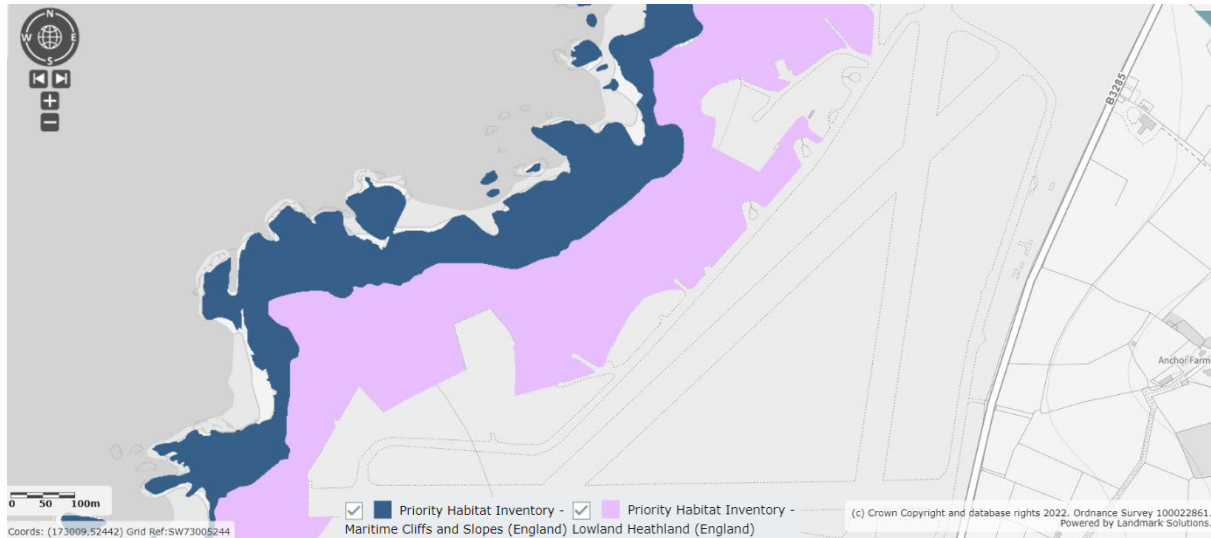 N
W
E
S
B3285
Anchor Farm
0 50 100m
Coords: (173009,52442) Grid Ref:SW73005244
Priority Habitat Inventory -
Maritime Cliffs and Slopes (England)
Priority Habitat Inventory -
Lowland Heathland (England)
(c) Crown Copyright and database rights 2022. Ordnance Survey 100022861.
Powered by Landmark Solutions.